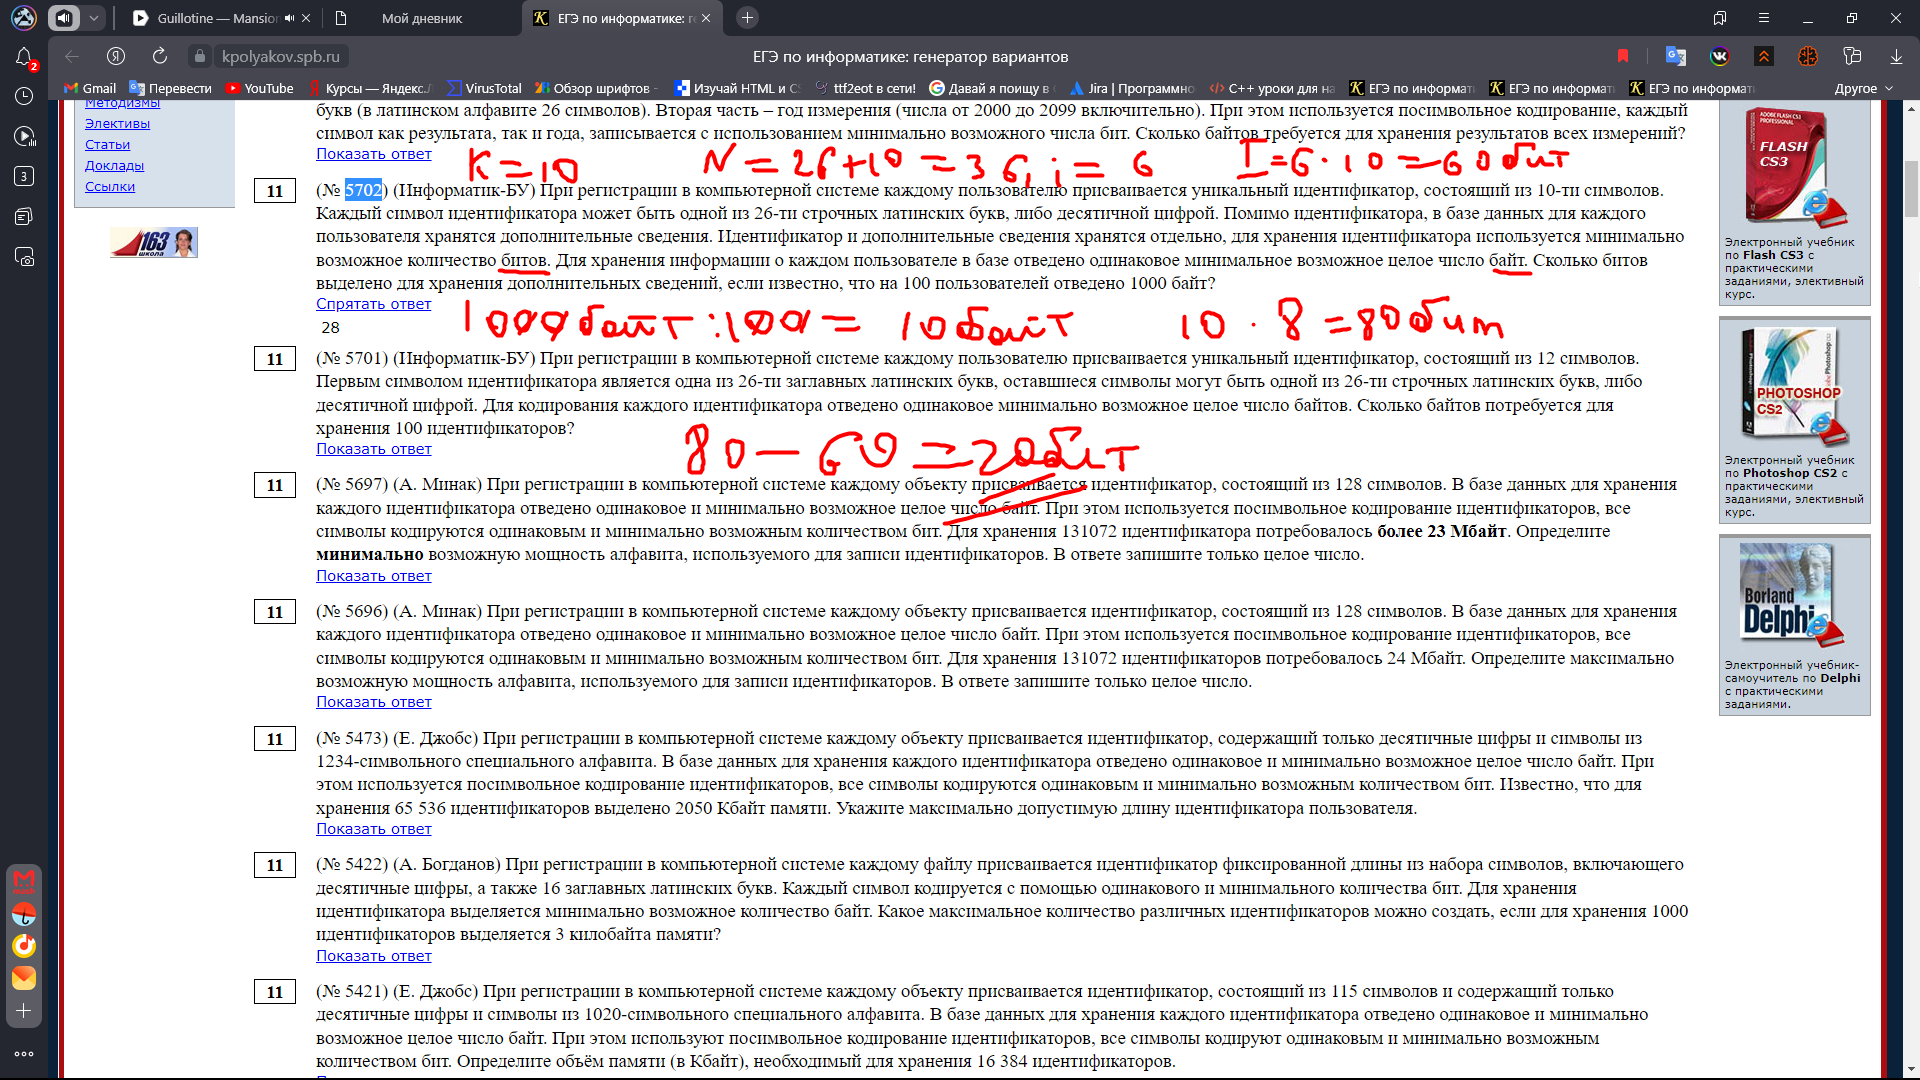 Guillotine — Mansion
Мой дневник
ЕГЭ по информатике: ге
kpolyakov.spb.ru
ЕГЭ по информатике: генератор вариантов
2
Gmail
Перевести
YouTube
Курсы — Яндекс.
VirusTotal
Обзор шрифтов -
Изучай HTML и CS
ttf2eot в сети!
Давай я поищу в
Jira | Программно
C++ уроки для на
ЕГЭ по информат
ЕГЭ по информат
ЕГЭ по информат
Другое
3
Методизмы
Элективы
Статьи
Доклады
Ссылки
163
школа
букв (в латинском алфавите 26 символов). Вторая часть – год измерения (числа от 2000 до 2099 включительно). При этом используется посимвольное кодирование, каждый
символ как результата, так и года, записывается с использованием минимально возможного числа бит. Сколько байтов требуется для хранения результатов всех измерений?
Показать ответ
K=10 N=26+10=36, i=6 I=6·10=60бит
11
(№ 5702) (Информатик-БУ) При регистрации в компьютерной системе каждому пользователю присваивается уникальный идентификатор, состоящий из 10-ти символов.
Каждый символ идентификатора может быть одной из 26-ти строчных латинских букв, либо десятичной цифрой. Помимо идентификатора, в базе данных для каждого
пользователя хранятся дополнительные сведения. Идентификатор и дополнительные сведения хранятся отдельно, для хранения идентификатора используется минимально
возможное количество битов. Для хранения информации о каждом пользователе в базе отведено одинаковое минимальное возможное целое число байт. Сколько битов
выделено для хранения дополнительных сведений, если известно, что на 100 пользователей отведено 1000 байт?
Спрятать ответ
28
1000байт:100= 10байт 10·8=80бит
11
(№ 5701) (Информатик-БУ) При регистрации в компьютерной системе каждому пользователю присваивается уникальный идентификатор, состоящий из 12 символов.
Первым символом идентификатора является одна из 26-ти заглавных латинских букв, оставшиеся символы могут быть одной из 26-ти строчных латинских букв, либо
десятичной цифрой. Для кодирования каждого идентификатора отведено одинаковое минимально возможное целое число байтов. Сколько байтов потребуется для
хранения 100 идентификаторов?
Показать ответ
80-60=20бит
11
(№ 5697) (А. Минак) При регистрации в компьютерной системе каждому объекту присваивается идентификатор, состоящий из 128 символов. В базе данных для хранения
каждого идентификатора отведено одинаковое и минимально возможное целое число байт. При этом используется посимвольное кодирование идентификаторов, все
символы кодируются одинаковым и минимально возможным количеством бит. Для хранения 131072 идентификатора потребовалось более 23 Мбайт. Определите
минимально возможную мощность алфавита, используемого для записи идентификаторов. В ответе запишите только целое число.
Показать ответ
11
(№ 5696) (А. Минак) При регистрации в компьютерной системе каждому объекту присваивается идентификатор, состоящий из 128 символов. В базе данных для хранения
каждого идентификатора отведено одинаковое и минимально возможное целое число байт. При этом используется посимвольное кодирование идентификаторов, все
символы кодируются одинаковым и минимально возможным количеством бит. Для хранения 131072 идентификаторов потребовалось 24 Мбайт. Определите максимально
возможную мощность алфавита, используемого для записи идентификаторов. В ответе запишите только целое число.
Показать ответ
11
(№ 5473) (Е. Джобс) При регистрации в компьютерной системе каждому объекту присваивается идентификатор, содержащий только десятичные цифры и символы из
1234-символьного специального алфавита. В базе данных для хранения каждого идентификатора отведено одинаковое и минимально возможное целое число байт. При
этом используется посимвольное кодирование идентификаторов, все символы кодируются одинаковым и минимально возможным количеством бит. Известно, что для
хранения 65 536 идентификаторов выделено 2050 Кбайт памяти. Укажите максимально допустимую длину идентификатора пользователя.
Показать ответ
11
(№ 5422) (А. Богданов) При регистрации в компьютерной системе каждому файлу присваивается идентификатор фиксированной длины из набора символов, включающего
десятичные цифры, а также 16 заглавных латинских букв. Каждый символ кодируется с помощью одинакового и минимального количества бит. Для хранения
идентификатора выделяется минимально возможное количество байт. Какое максимальное количество различных идентификаторов можно создать, если для хранения 1000
идентификаторов выделяется 3 килобайта памяти?
Показать ответ
11
(№ 5421) (Е. Джобс) При регистрации в компьютерной системе каждому объекту присваивается идентификатор, состоящий из 115 символов и содержащий только
десятичные цифры и символы из 1020-символьного специального алфавита. В базе данных для хранения каждого идентификатора отведено одинаковое и минимально
возможное целое число байт. При этом используют посимвольное кодирование идентификаторов, все символы кодируют одинаковым и минимально возможным
количеством бит. Определите объём памяти (в Кбайт), необходимый для хранения 16 384 идентификаторов.
ADOBE FLASH CS3
PROFESSIONAL
FLASH
CS3
Электронный учебник
по Flash CS3 с
практическими
заданиями, элективный
курс.
PHOTOSHOP
CS2
Электронный учебник
по Photoshop CS2 с
практическими
заданиями, элективный
курс.
Borland
Delphi
Электронный учебник-
самоучитель по Delphi
с практическими
заданиями.